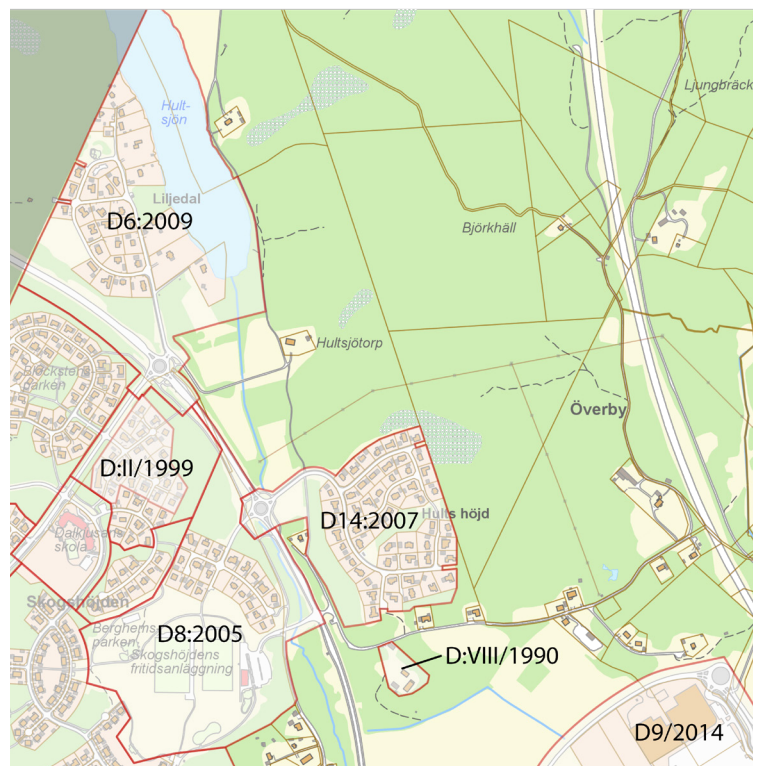 Hult-
sjön
Ljungbräck
Liljedal
D6:2009
Björkhäll
Hultsjötorp
Blockstens
parken
Överby
D:II/1999
D14:2007
Hults höjd
Dalkjusans
skola
Skogshöjden
Berghems
parken
D8:2005
Skogshöjdens
fritidsanläggning
D:VIII/1990
D9/2014